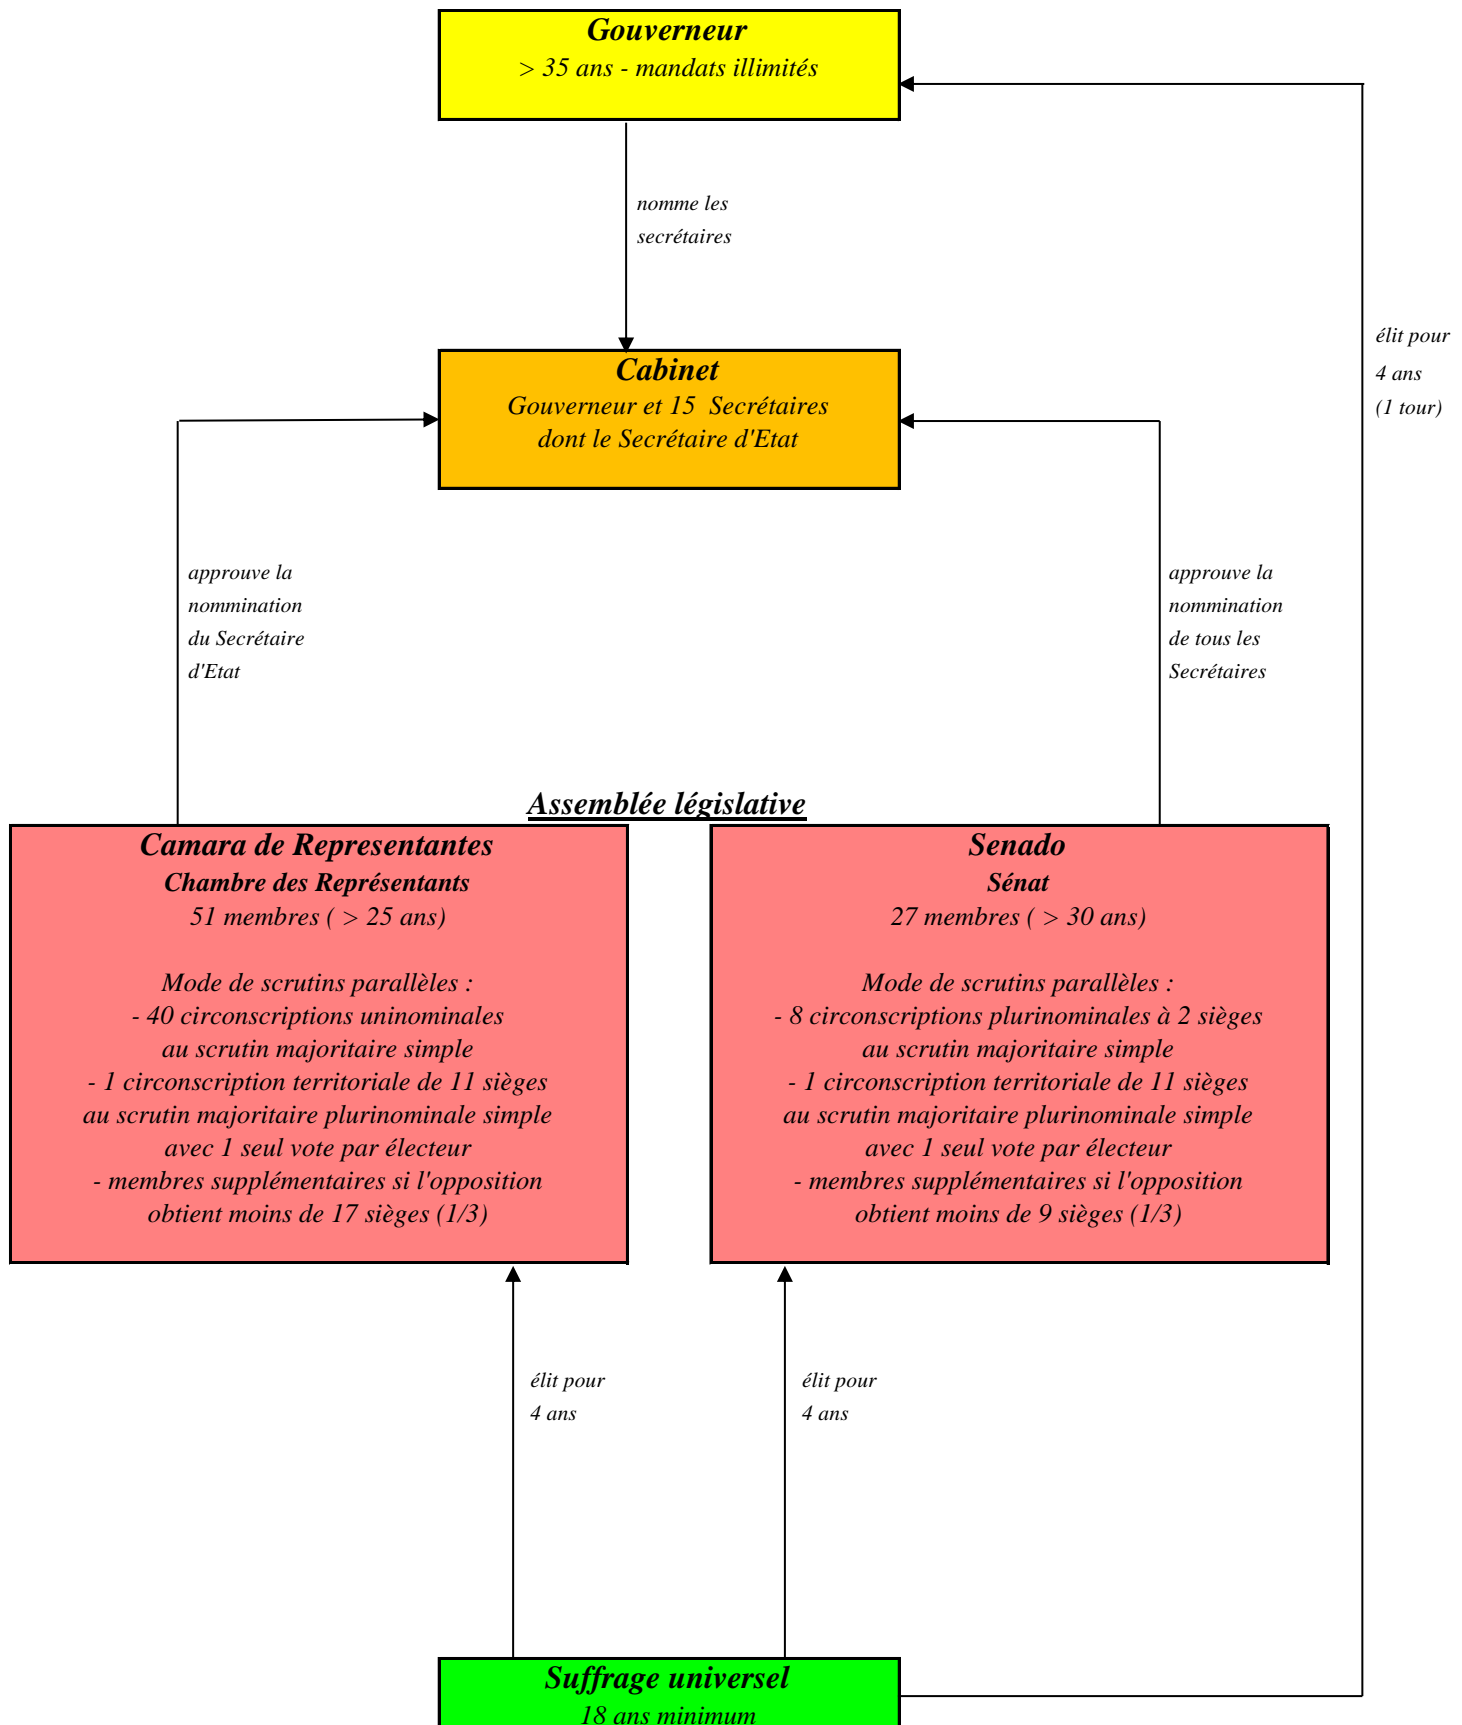 Gouverneur
> 35 ans - mandats illimités
nomme les
secrétaires
élit pour
4 ans
(1 tour)
Cabinet
Gouverneur et 15 Secrétaires
dont le Secrétaire d'Etat
approuve la
nommination
du Secrétaire
d'Etat
approuve la
nommination
de tous les
Secrétaires
Assemblée législative
Camara de Representantes
Chambre des Représentants
51 membres ( > 25 ans)
Mode de scrutins parallèles :
- 40 circonscriptions uninominales
au scrutin majoritaire simple
- 1 circonscription territoriale de 11 sièges
au scrutin majoritaire plurinominale simple
avec 1 seul vote par électeur
- membres supplémentaires si l'opposition
obtient moins de 17 sièges (1/3)
Senado
Sénat
27 membres ( > 30 ans)
Mode de scrutins parallèles :
- 8 circonscriptions plurinominales à 2 sièges
au scrutin majoritaire simple
- 1 circonscription territoriale de 11 sièges
au scrutin majoritaire plurinominale simple
avec 1 seul vote par électeur
- membres supplémentaires si l'opposition
obtient moins de 9 sièges (1/3)
élit pour
4 ans
élit pour
4 ans
Suffrage universel
18 ans minimum